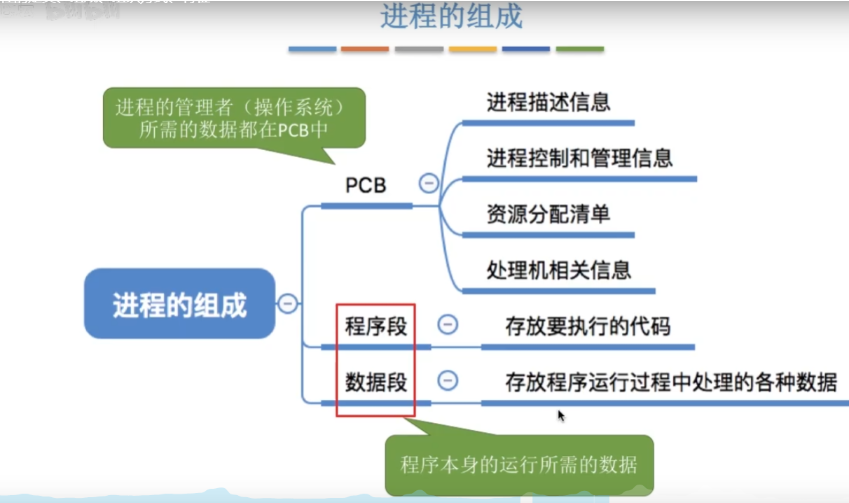 进程的组成
进程的管理者（操作系统）
所需的数据都在PCB中
进程描述信息
进程控制和管理信息
PCB
资源分配清单
处理机相关信息
进程的组成
程序段
存放要执行的代码
数据段
存放程序运行过程中处理的各种数据
程序本身的运行所需的数据